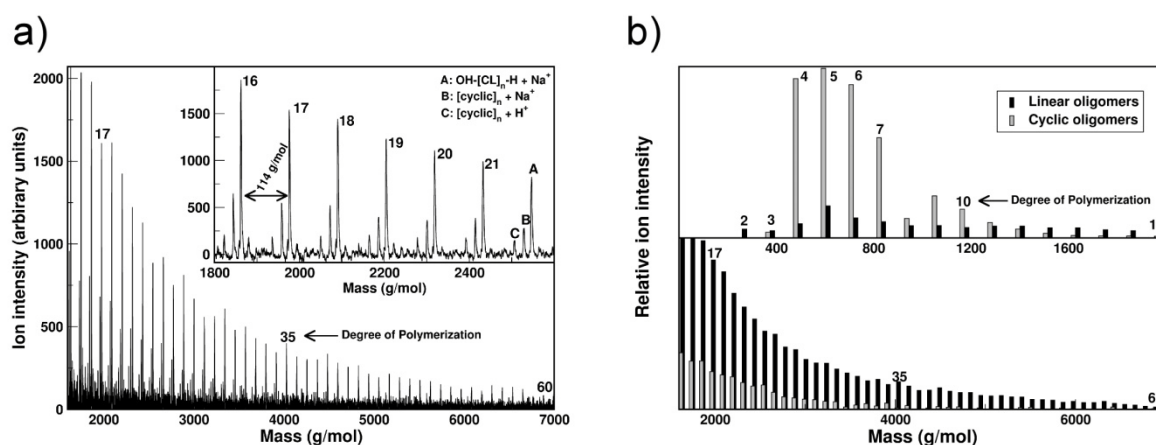 a)
Ion intensity (arbitrary units)
2000
1500
1000
500
0
17
35
Degree of Polymerization
60
2000
3000
4000
5000
6000
7000
Mass (g/mol)
1500
1000
500
0
16
17
18
19
20
21
114 g/mol
A: OH-[CL]n-H + Na+
B: [cyclic]n + Na+
C: [cyclic]n + H+
A
B
C
1800
2000
2200
2400
Mass (g/mol)
b)
Relative ion intensity
2
3
4
5
6
7
10
Degree of Polymerization
1
Linear oligomers
Cyclic oligomers
400
800
1200
1600
17
35
6
2000
4000
6000
Mass (g/mol)